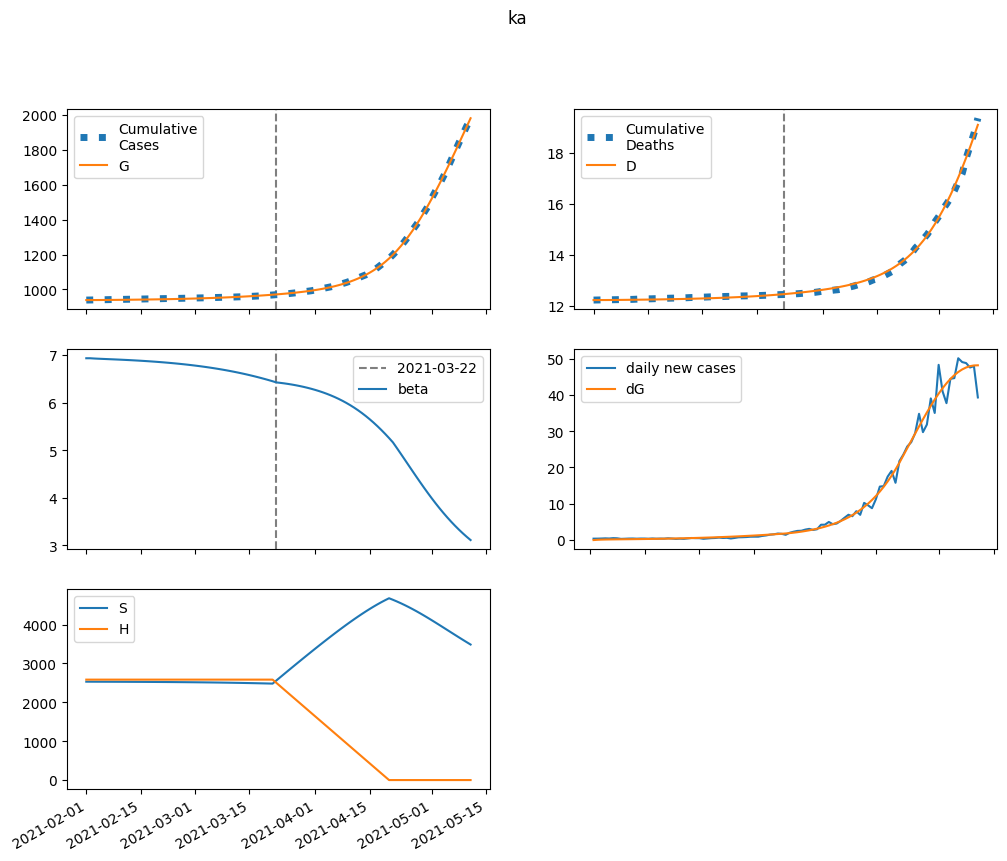 ka
2000
1800
1600
1400
1200
1000
Cumulative
Cases
G
18
16
14
12
Cumulative
Deaths
D
7
6
5
4
3
2021-03-22
beta
50
40
30
20
10
0
daily new cases
dG
4000
3000
2000
1000
0
S
H
2021-02-01
2021-02-15
2021-03-01
2021-03-15
2021-04-01
2021-04-15
2021-05-01
2021-05-15